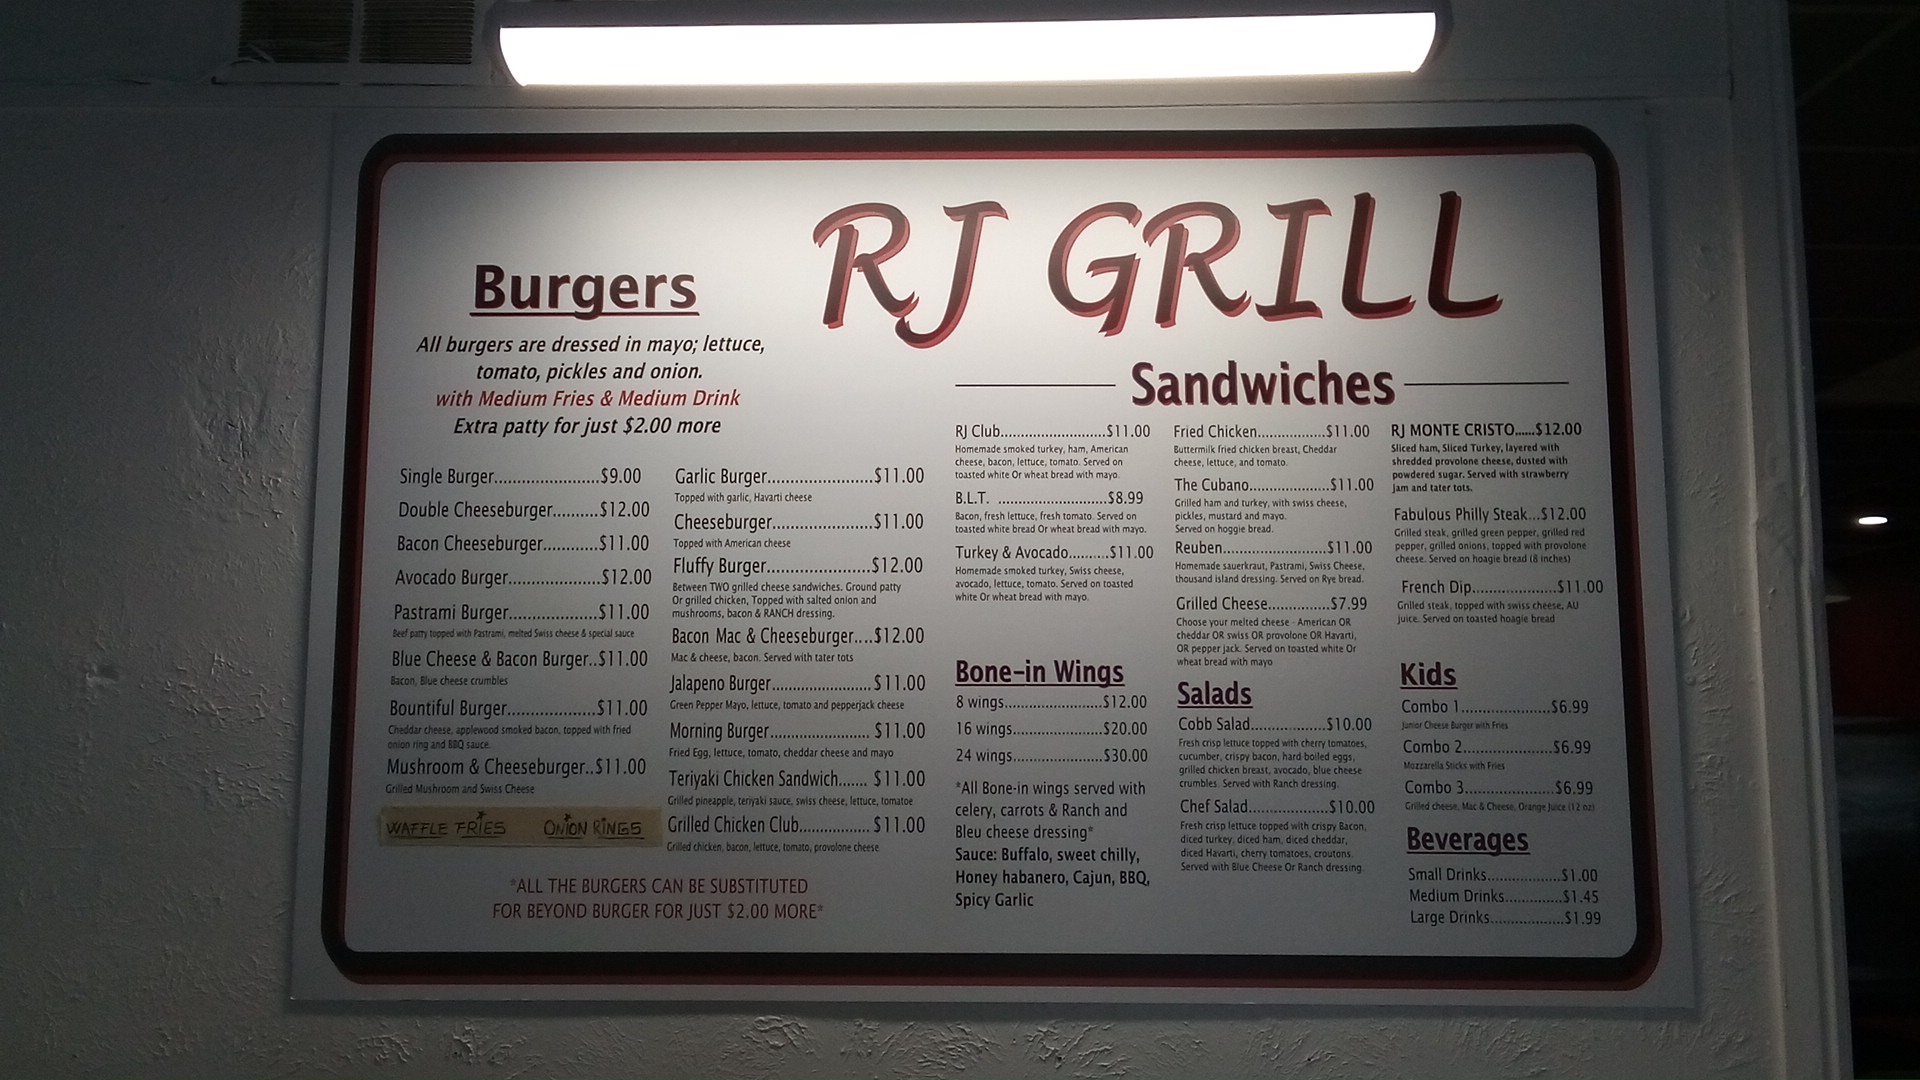 RJ GRILL
Burgers
All burgers are dressed in mayo; lettuce,
tomato, pickles and onion.
with Medium Fries & Medium Drink
Extra patty for just $2.00 more
Single Burger.....................$9.00
Double Cheeseburger.........$12.00
Bacon Cheeseburger............$11.00
Avocado Burger...................$12.00
Pastrami Burger..................$11.00
Beef patty topped with Pastrami, melted Swiss cheese & special sauce
Blue Cheese & Bacon Burger..$11.00
Bacon, Blue cheese crumbles
Bountiful Burger..................$11.00
Cheddar cheese, applewood smoked bacon, topped with fried
onion ring and BBQ sauce.
Mushroom & Cheeseburger..$11.00
Grilled Mushroom and Swiss Cheese
WAFFLE FRIES ONION RINGS
Garlic Burger......................$11.00
Topped with garlic, Havarti cheese
Cheeseburger.....................$11.00
Topped with American cheese
Fluffy Burger.....................$12.00
Between TWO grilled cheese sandwiches. Ground patty
Or grilled chicken, Topped with salted onion and
mushrooms, bacon & RANCH dressing.
Bacon Mac & Cheeseburger....$12.00
Mac & cheese, bacon. Served with tater tots
Jalapeno Burger.....................$11.00
Green Pepper Mayo, lettuce, tomato and pepperjack cheese
Morning Burger..................... $11.00
Fried Egg, lettuce, tomato, cheddar cheese and mayo
Teriyaki Chicken Sandwich...... $11.00
Grilled pineapple, teriyaki sauce, swiss cheese, lettuce, tomatoe
Grilled Chicken Club............... $11.00
Grilled chicken, bacon, lettuce, tomato, provolone cheese
*ALL THE BURGERS CAN BE SUBSTITUTED
FOR BEYOND BURGER FOR JUST $2.00 MORE*
Sandwiches
RJ Club..........................$11.00
Homemade smoked turkey, ham, American
cheese, bacon, lettuce, tomato. Served on
toasted white Or wheat bread with mayo.
B.L.T. ...........................$8.99
Bacon, fresh lettuce, fresh tomato. Served on
toasted white bread Or wheat bread with mayo.
Turkey & Avocado..........$11.00
Homemade smoked turkey, Swiss cheese,
avocado, lettuce, tomato. Served on toasted
white Or wheat bread with mayo.
Bone-in Wings
8 wings.........................$12.00
16 wings.......................$20.00
24 wings.......................$30.00
*All Bone-in wings served with
celery, carrots & Ranch and
Bleu cheese dressing*
Sauce: Buffalo, sweet chilly,
Honey habanero, Cajun, BBQ,
Spicy Garlic
Fried Chicken.................$11.00
Buttermilk fried chicken breast, Cheddar
cheese, lettuce, and tomato.
The Cubano....................$11.00
Grilled ham and turkey, with swiss cheese,
pickles, mustard and mayo.
Served on hoggie bread.
Reuben..........................$11.00
Homemade sauerkraut, Pastrami, Swiss Cheese,
thousand island dressing. Served on Rye bread.
Grilled Cheese................$7.99
Choose your melted cheese - American OR
cheddar OR swiss OR provolone OR Havarti,
OR pepper jack. Served on toasted white Or
wheat bread with mayo
Salads
Cobb Salad...................$10.00
Fresh crisp lettuce topped with cherry tomatoes,
cucumber, crispy bacon, hard-boiled eggs,
grilled chicken breast, avocado, blue cheese
crumbles. Served with Ranch dressing.
Chef Salad....................$10.00
Fresh crisp lettuce topped with crispy Bacon,
diced turkey, diced ham, diced cheddar,
diced Havarti, cherry tomatoes, croutons.
Served with Blue Cheese Or Ranch dressing.
RJ MONTE CRISTO.....$12.00
Sliced ham, Sliced Turkey, layered with
shredded provolone cheese, dusted with
powdered sugar. Served with strawberry
jam and tater tots.
Fabulous Philly Steak...$12.00
Grilled steak, grilled green pepper, grilled red
pepper, grilled onions, topped with provolone
cheese. Served on hoagie bread (8 inches)
French Dip.....................$11.00
Grilled steak, topped with swiss cheese, AU
juice. Served on toasted hoagie bread
Kids
Combo 1......................$6.99
Junior Cheese Burger with Fries
Combo 2......................$6.99
Mozzarella Sticks with Fries
Combo 3......................$6.99
Grilled cheese, Mac & Cheese, Orange Juice (12 oz)
Beverages
Small Drinks.................$1.00
Medium Drinks.............$1.45
Large Drinks.................$1.99